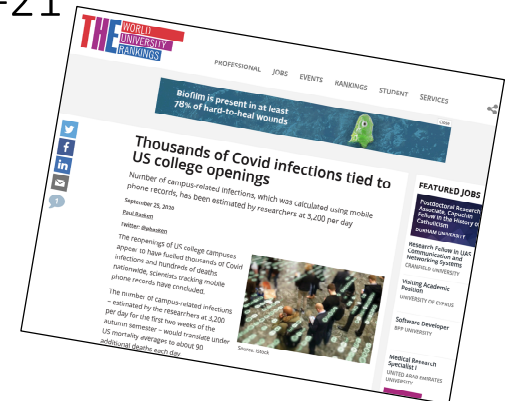 -21
THE WORLD
UNIVERSITY
RANKINGS
PROFESSIONAL JOBS EVENTS RANKINGS STUDENT SERVICES
Biofilm is present in at least
78% of hard-to-heal wounds
Thousands of Covid infections tied to
US college openings
Number of campus-related infections, which was calculated using mobile
phone records, has been estimated by researchers at 3,200 per day
September 25, 2020
Paul Basken
Twitter: @pbasken
The reopenings of US college campuses
appear to have fuelled thousands of Covid
infections and hundreds of deaths
nationwide, scientists tracking mobile
phone records have concluded.
The number of campus-related infections
– estimated by the researchers at 3,200
per day for the first two weeks of the
autumn semester – would translate under
US mortality averages to about 90
additional deaths each day
Source: iStock
1
FEATURED JOBS
Postdoctoral Research
Associate, Capuchin
Fellow in the History of
Catholicism
DURHAM UNIVERSITY
Research Fellow in UAS
Communication and
Networking Systems
CRANFIELD UNIVERSITY
Visiting Academic
Position
UNIVERSITY OF CYPRUS
Software Developer
BPP UNIVERSITY
Medical Research
Specialist I
UNITED ARAB EMIRATES
UNIVERSITY